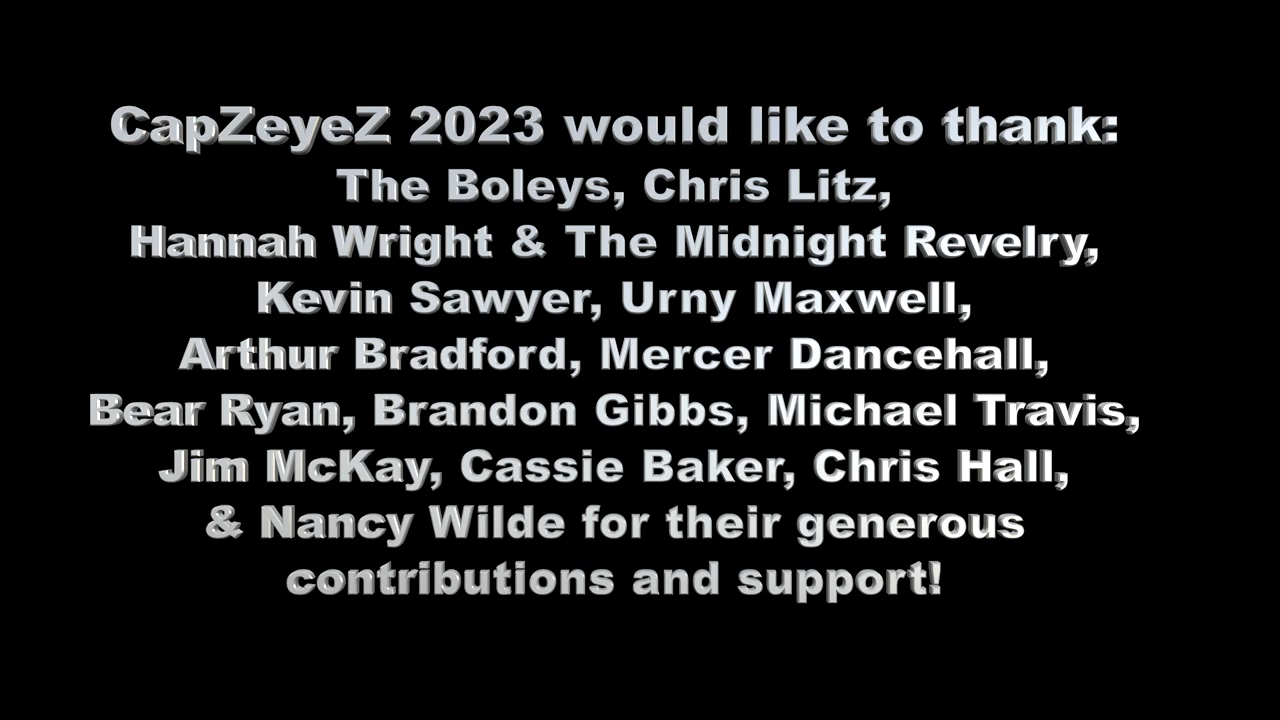 CapZeyeZ 2023 would like to thank:
The Boleys, Chris Litz,
Hannah Wright & The Midnight Revelry,
Kevin Sawyer, Urny Maxwell,
Arthur Bradford, Mercer Dancehall,
Bear Ryan, Brandon Gibbs, Michael Travis,
Jim McKay, Cassie Baker, Chris Hall,
& Nancy Wilde for their generous
contributions and support!